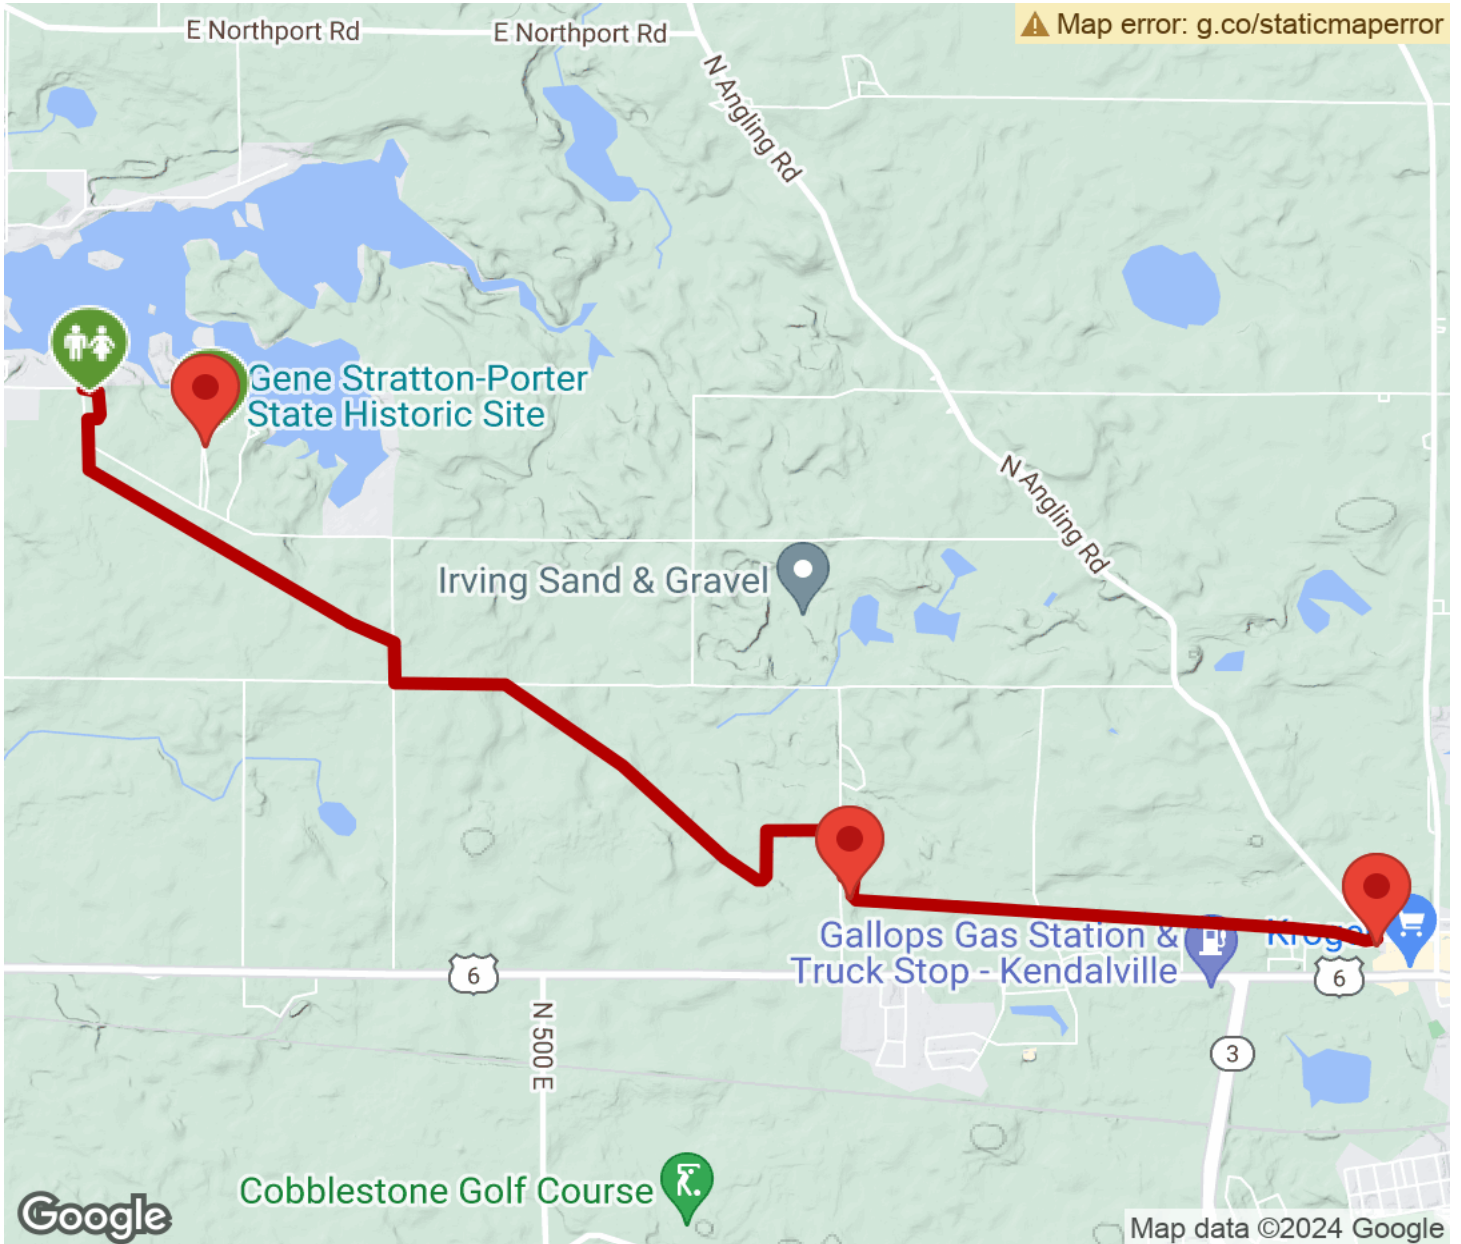 E Northport Rd
E Northport Rd
Map error: g.co/staticmaperror
N Angling Rd
Gene Stratton-Porter
State Historic Site
N Angling Rd
Irving Sand & Gravel
Gallops Gas Station &
Truck Stop - Kendalville
6
6
N 500 E
3
Cobblestone Golf Course
Google
Map data ©2024 Google